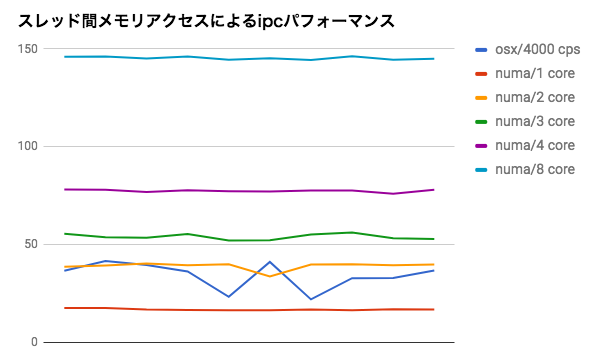 スレッド間メモリアクセスによるipcパフォーマンス
150
100
50
0
osx/4000 cps
numa/1 core
numa/2 core
numa/3 core
numa/4 core
numa/8 core